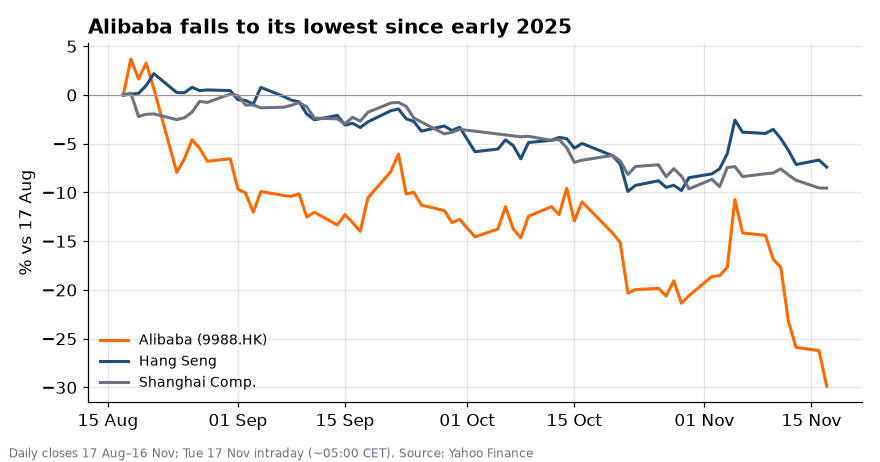 Alibaba falls to its lowest since early 2025
% vs 17 Aug
5
0
−5
−10
−15
−20
−25
−30
Alibaba (9988.HK)
Hang Seng
Shanghai Comp.
15 Aug 01 Sep 15 Sep 01 Oct 15 Oct 01 Nov 15 Nov
Daily closes 17 Aug–16 Nov; Tue 17 Nov intraday (~05:00 CET). Source: Yahoo Finance